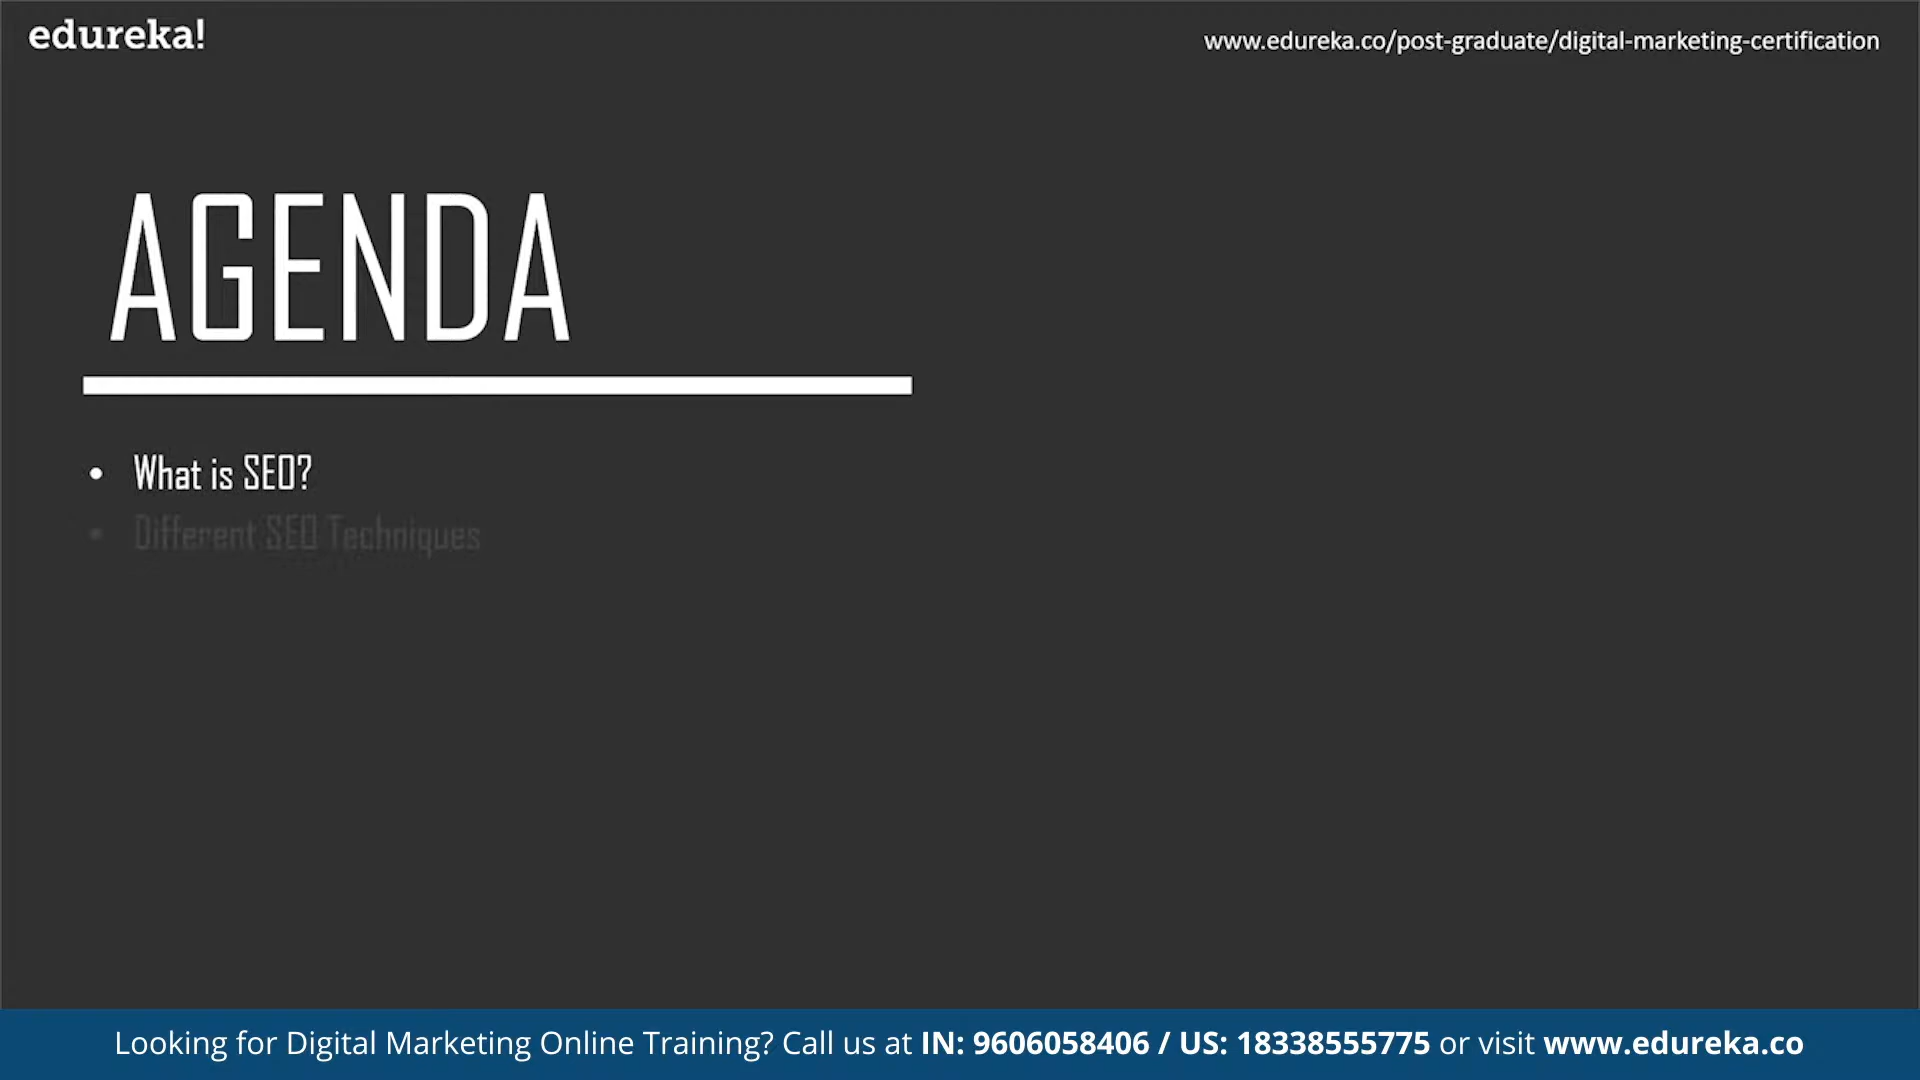 edureka!
www.edureka.co/post-graduate/digital-marketing-certification
AGENDA
• What is SEO?
• Different SEO Techniques
Looking for Digital Marketing Online Training? Call us at IN: 9606058406 / US: 18338555775 or visit www.edureka.co